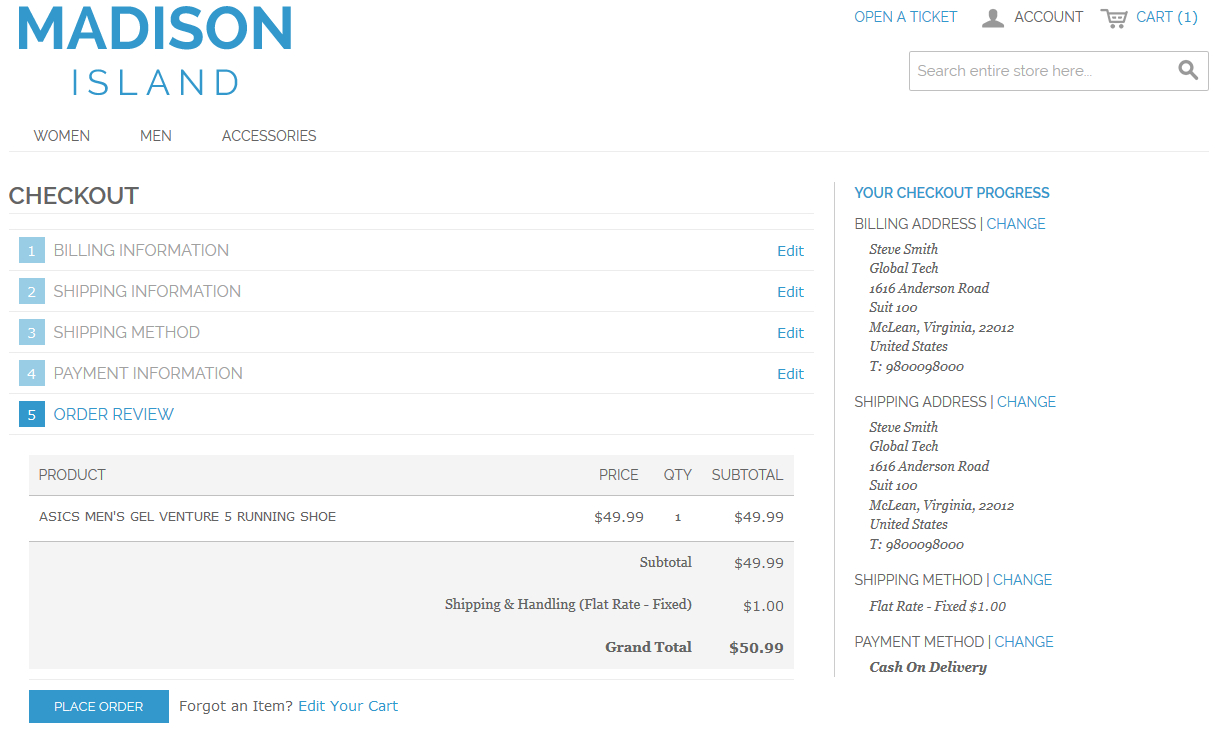 MADISON
ISLAND
OPEN A TICKET ACCOUNT CART (1)
Search entire store here...
WOMEN MEN ACCESSORIES
CHECKOUT
1 BILLING INFORMATION Edit
2 SHIPPING INFORMATION Edit
3 SHIPPING METHOD Edit
4 PAYMENT INFORMATION Edit
5 ORDER REVIEW
PRODUCT PRICE QTY SUBTOTAL
ASICS MEN'S GEL VENTURE 5 RUNNING SHOE $49.99 1 $49.99
Subtotal $49.99
Shipping & Handling (Flat Rate - Fixed) $1.00
Grand Total $50.99
PLACE ORDER Forgot an Item? Edit Your Cart
YOUR CHECKOUT PROGRESS
BILLING ADDRESS | CHANGE
Steve Smith
Global Tech
1616 Anderson Road
Suit 100
McLean, Virginia, 22012
United States
T: 9800098000
SHIPPING ADDRESS | CHANGE
Steve Smith
Global Tech
1616 Anderson Road
Suit 100
McLean, Virginia, 22012
United States
T: 9800098000
SHIPPING METHOD | CHANGE
Flat Rate - Fixed $1.00
PAYMENT METHOD | CHANGE
Cash On Delivery